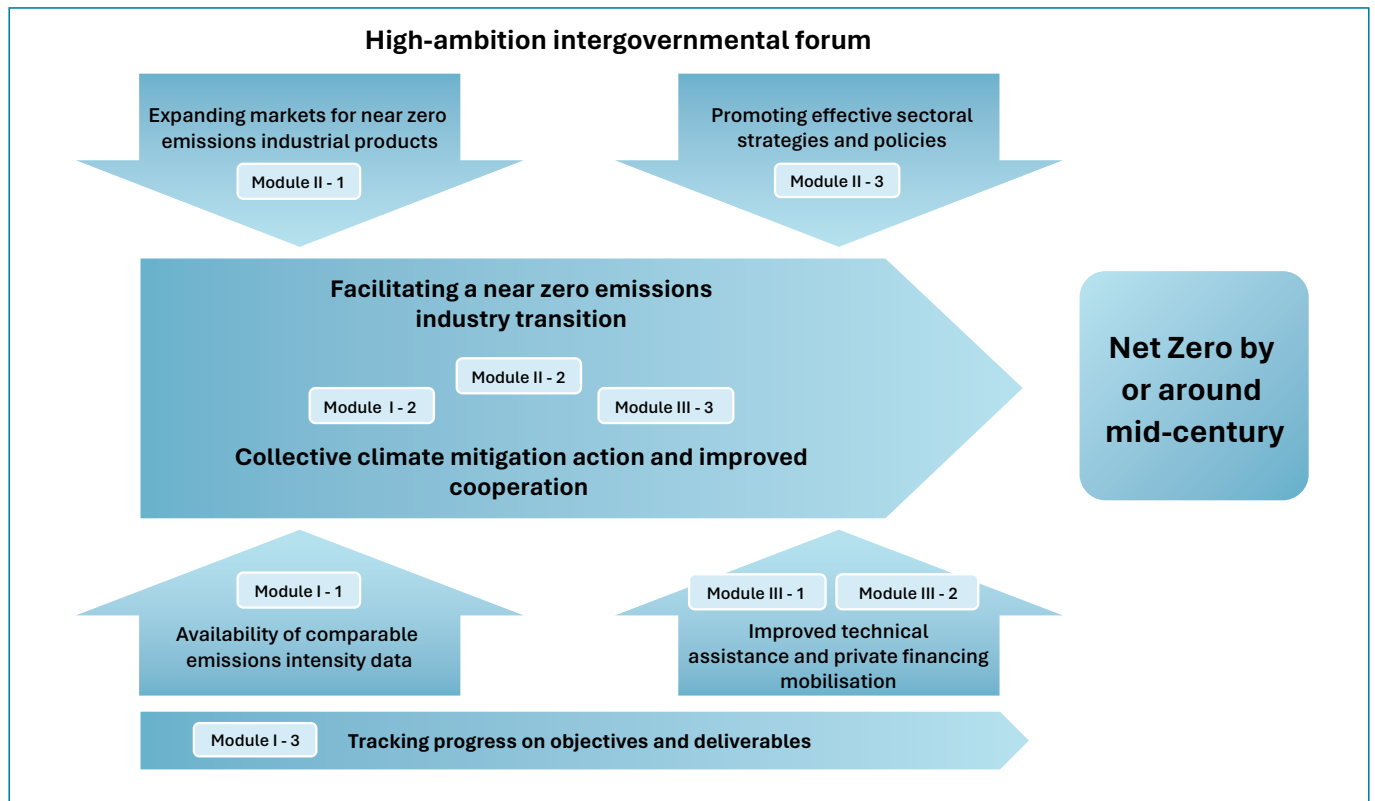 High-ambition intergovernmental forum
Expanding markets for near zero
emissions industrial products
Module II - 1
Promoting effective sectoral
strategies and policies
Module II - 3
Facilitating a near zero emissions
industry transition
Module II - 2
Module I - 2
Module III - 3
Collective climate mitigation action and improved
cooperation
Net Zero by
or around
mid-century
Module I - 1
Availability of comparable
emissions intensity data
Module III - 1
Module III - 2
Improved technical
assistance and private financing
mobilisation
Module I - 3
Tracking progress on objectives and deliverables